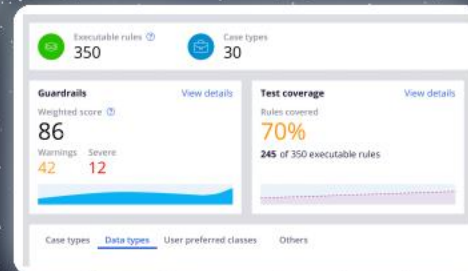 Executable rules ?
350
Case types
30
Guardrails
View details
Weighted score ?
86
Warnings Severe
42 12
Test coverage
View details
Rules covered
70%
245 of 350 executable rules
Case types Data types User preferred classes Others